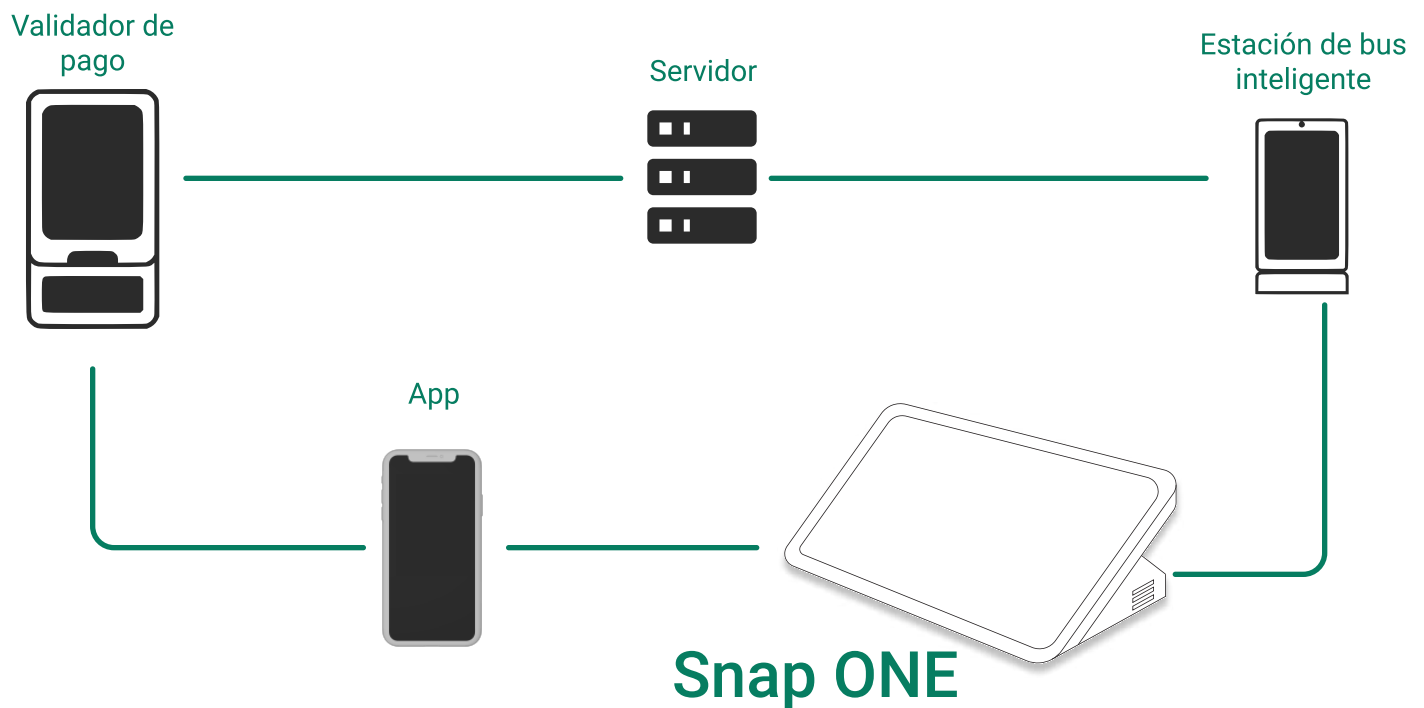 Validador de
pago
Servidor
Estación de bus
inteligente
App
Snap ONE